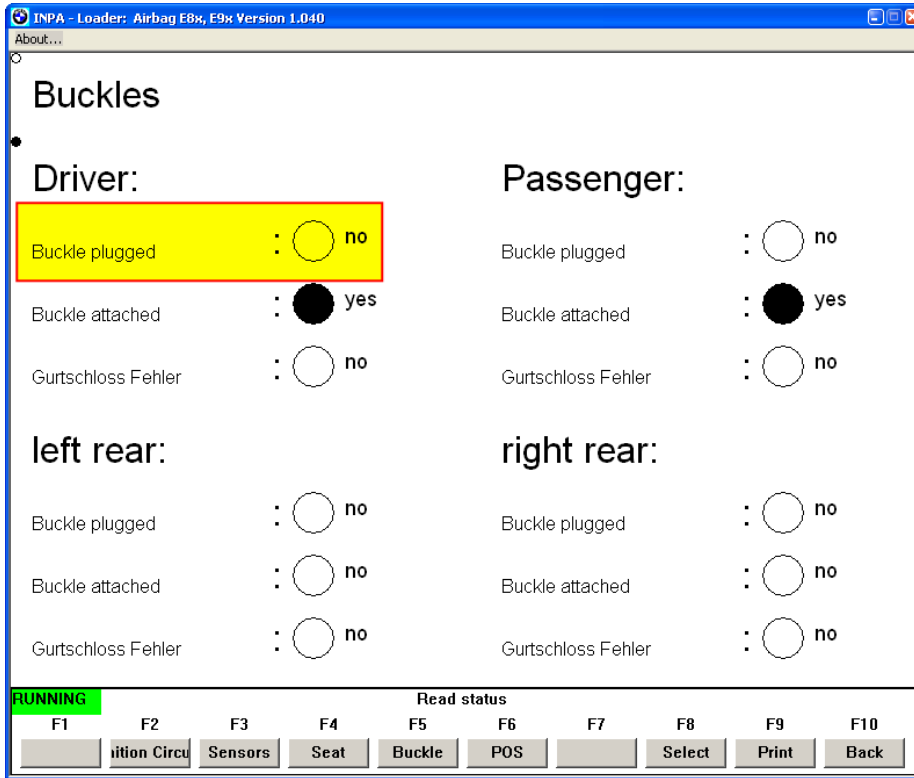 INPA - Loader: Airbag E8x, E9x Version 1.040
About...
Buckles
Driver:
Passenger:
Buckle plugged : no
Buckle plugged : no
Buckle attached : yes
Buckle attached : yes
Gurtschloss Fehler : no
Gurtschloss Fehler : no
left rear:
right rear:
Buckle plugged : no
Buckle plugged : no
Buckle attached : no
Buckle attached : no
Gurtschloss Fehler : no
Gurtschloss Fehler : no
RUNNING Read status
F1 F2 F3 F4 F5 F6 F7 F8 F9 F10
nition Circu Sensors Seat Buckle POS Select Print Back